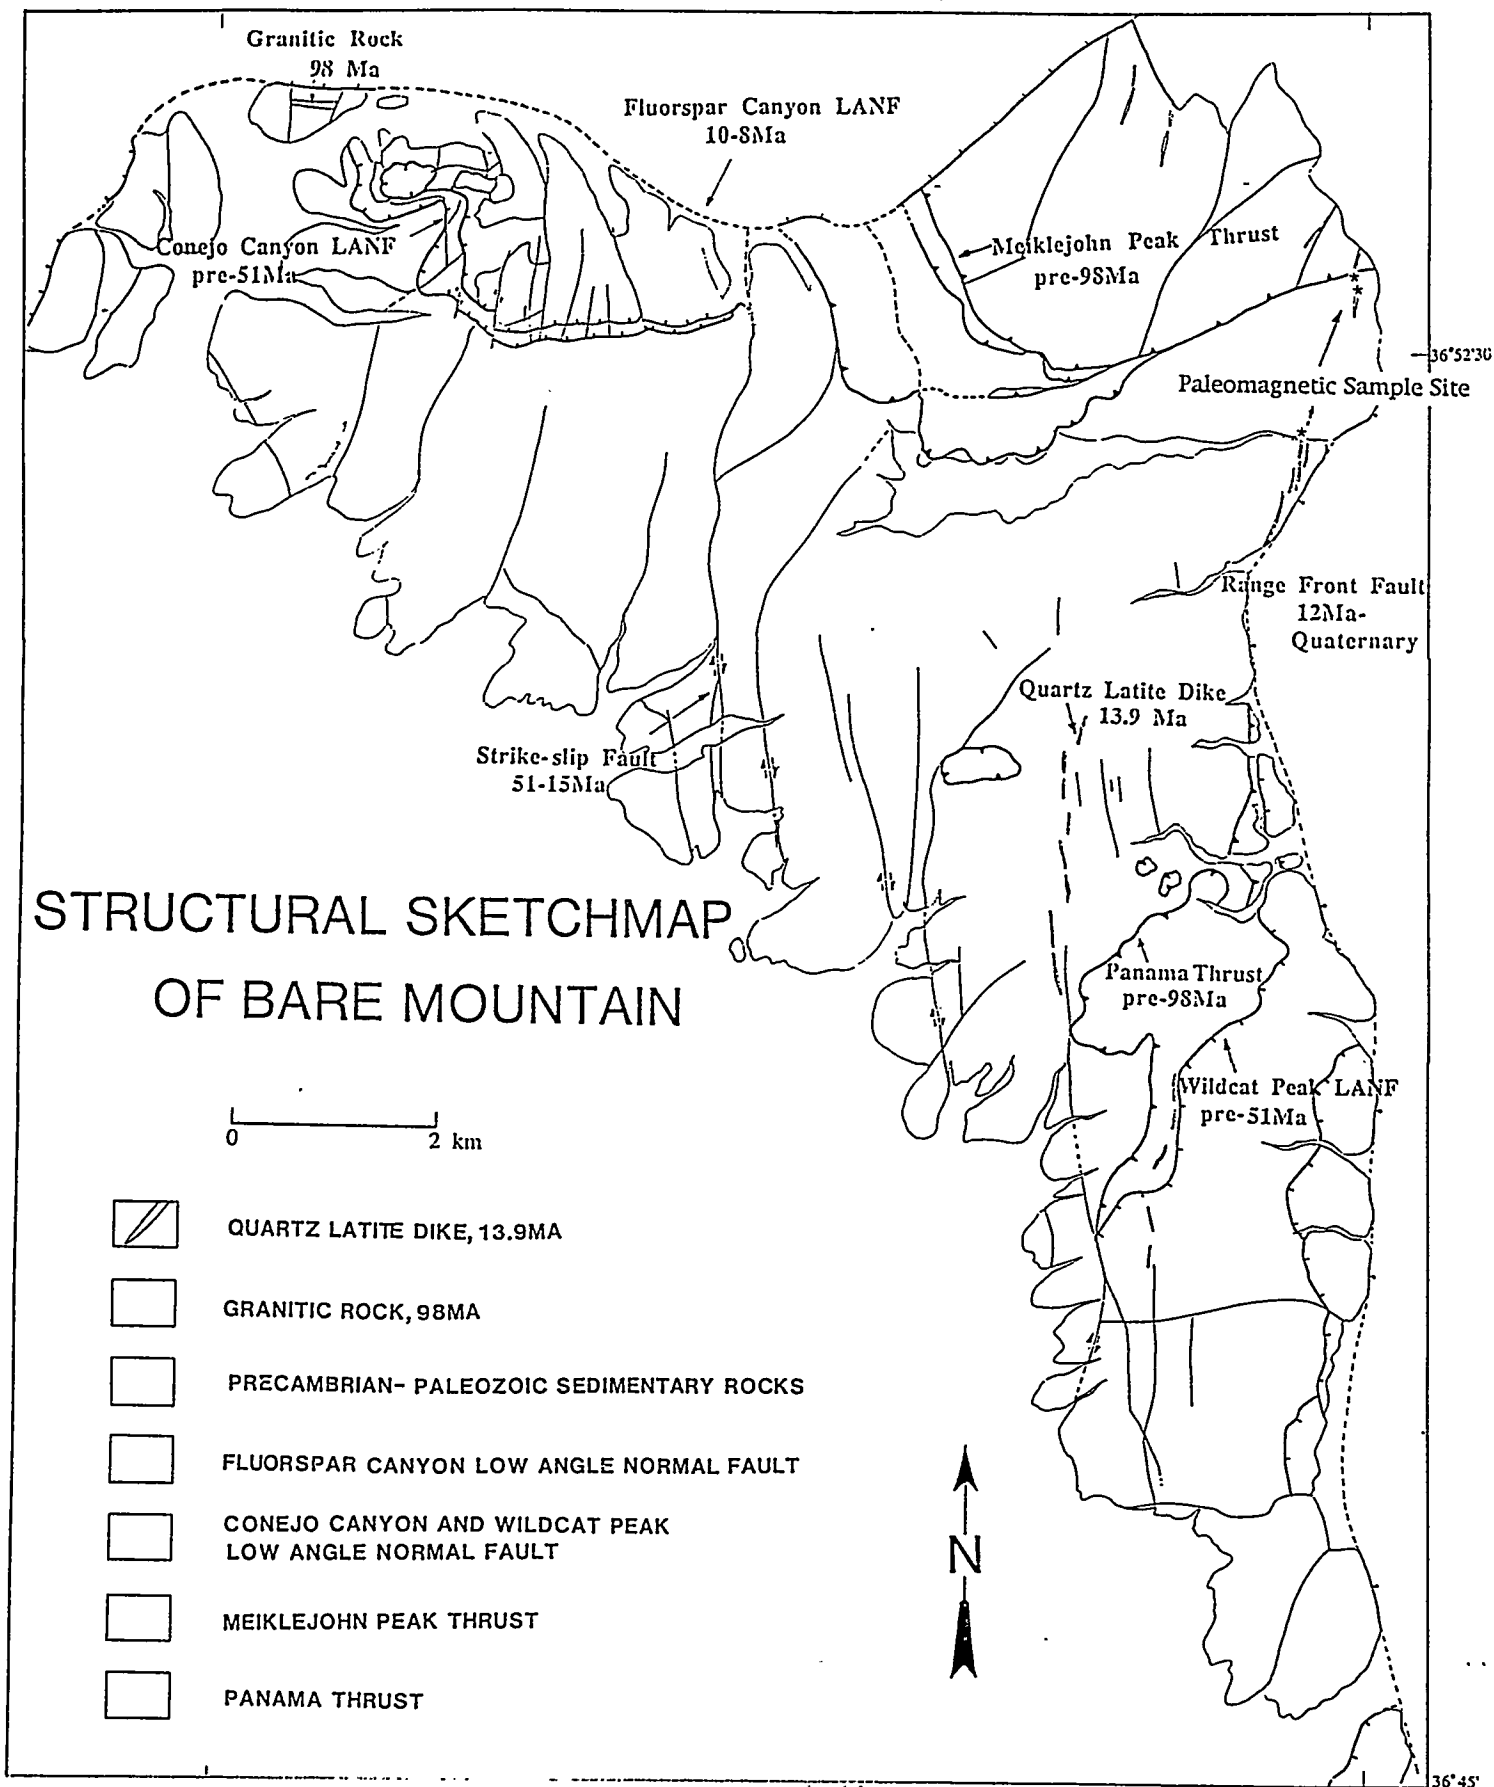 Granitic Rock
98 Ma
Fluorspar Canyon LANF
10-8Ma
Conejo Canyon LANF
pre-51Ma
Meiklejohn Peak Thrust
pre-98Ma
36°52'30
Paleomagnetic Sample Site
Range Front Fault
12Ma-
Quaternary
Quartz Latite Dike
13.9 Ma
Strike-slip Fault
51-15Ma
STRUCTURAL SKETCHMAP
OF BARE MOUNTAIN
Panama Thrust
pre-98Ma
Wildcat Peak LANF
pre-51Ma
0 2 km
QUARTZ LATITE DIKE, 13.9MA
GRANITIC ROCK, 98MA
PRECAMBRIAN- PALEOZOIC SEDIMENTARY ROCKS
FLUORSPAR CANYON LOW ANGLE NORMAL FAULT
CONEJO CANYON AND WILDCAT PEAK
LOW ANGLE NORMAL FAULT
MEIKLEJOHN PEAK THRUST
PANAMA THRUST
N
36°45'